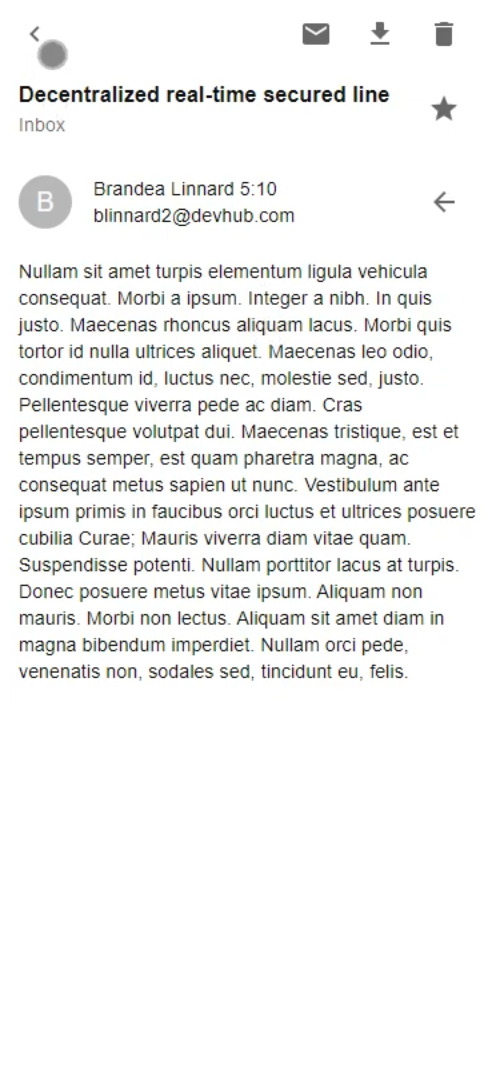 Decentralized real-time secured line
Inbox
B
Brandea Linnard 5:10
blinnard2@devhub.com
Nullam sit amet turpis elementum ligula vehicula
consequat. Morbi a ipsum. Integer a nibh. In quis
justo. Maecenas rhoncus aliquam lacus. Morbi quis
tortor id nulla ultrices aliquet. Maecenas leo odio,
condimentum id, luctus nec, molestie sed, justo.
Pellentesque viverra pede ac diam. Cras
pellentesque volutpat dui. Maecenas tristique, est et
tempus semper, est quam pharetra magna, ac
consequat metus sapien ut nunc. Vestibulum ante
ipsum primis in faucibus orci luctus et ultrices posuere
cubilia Curae; Mauris viverra diam vitae quam.
Suspendisse potenti. Nullam porttitor lacus at turpis.
Donec posuere metus vitae ipsum. Aliquam non
mauris. Morbi non lectus. Aliquam sit amet diam in
magna bibendum imperdiet. Nullam orci pede,
venenatis non, sodales sed, tincidunt eu, felis.